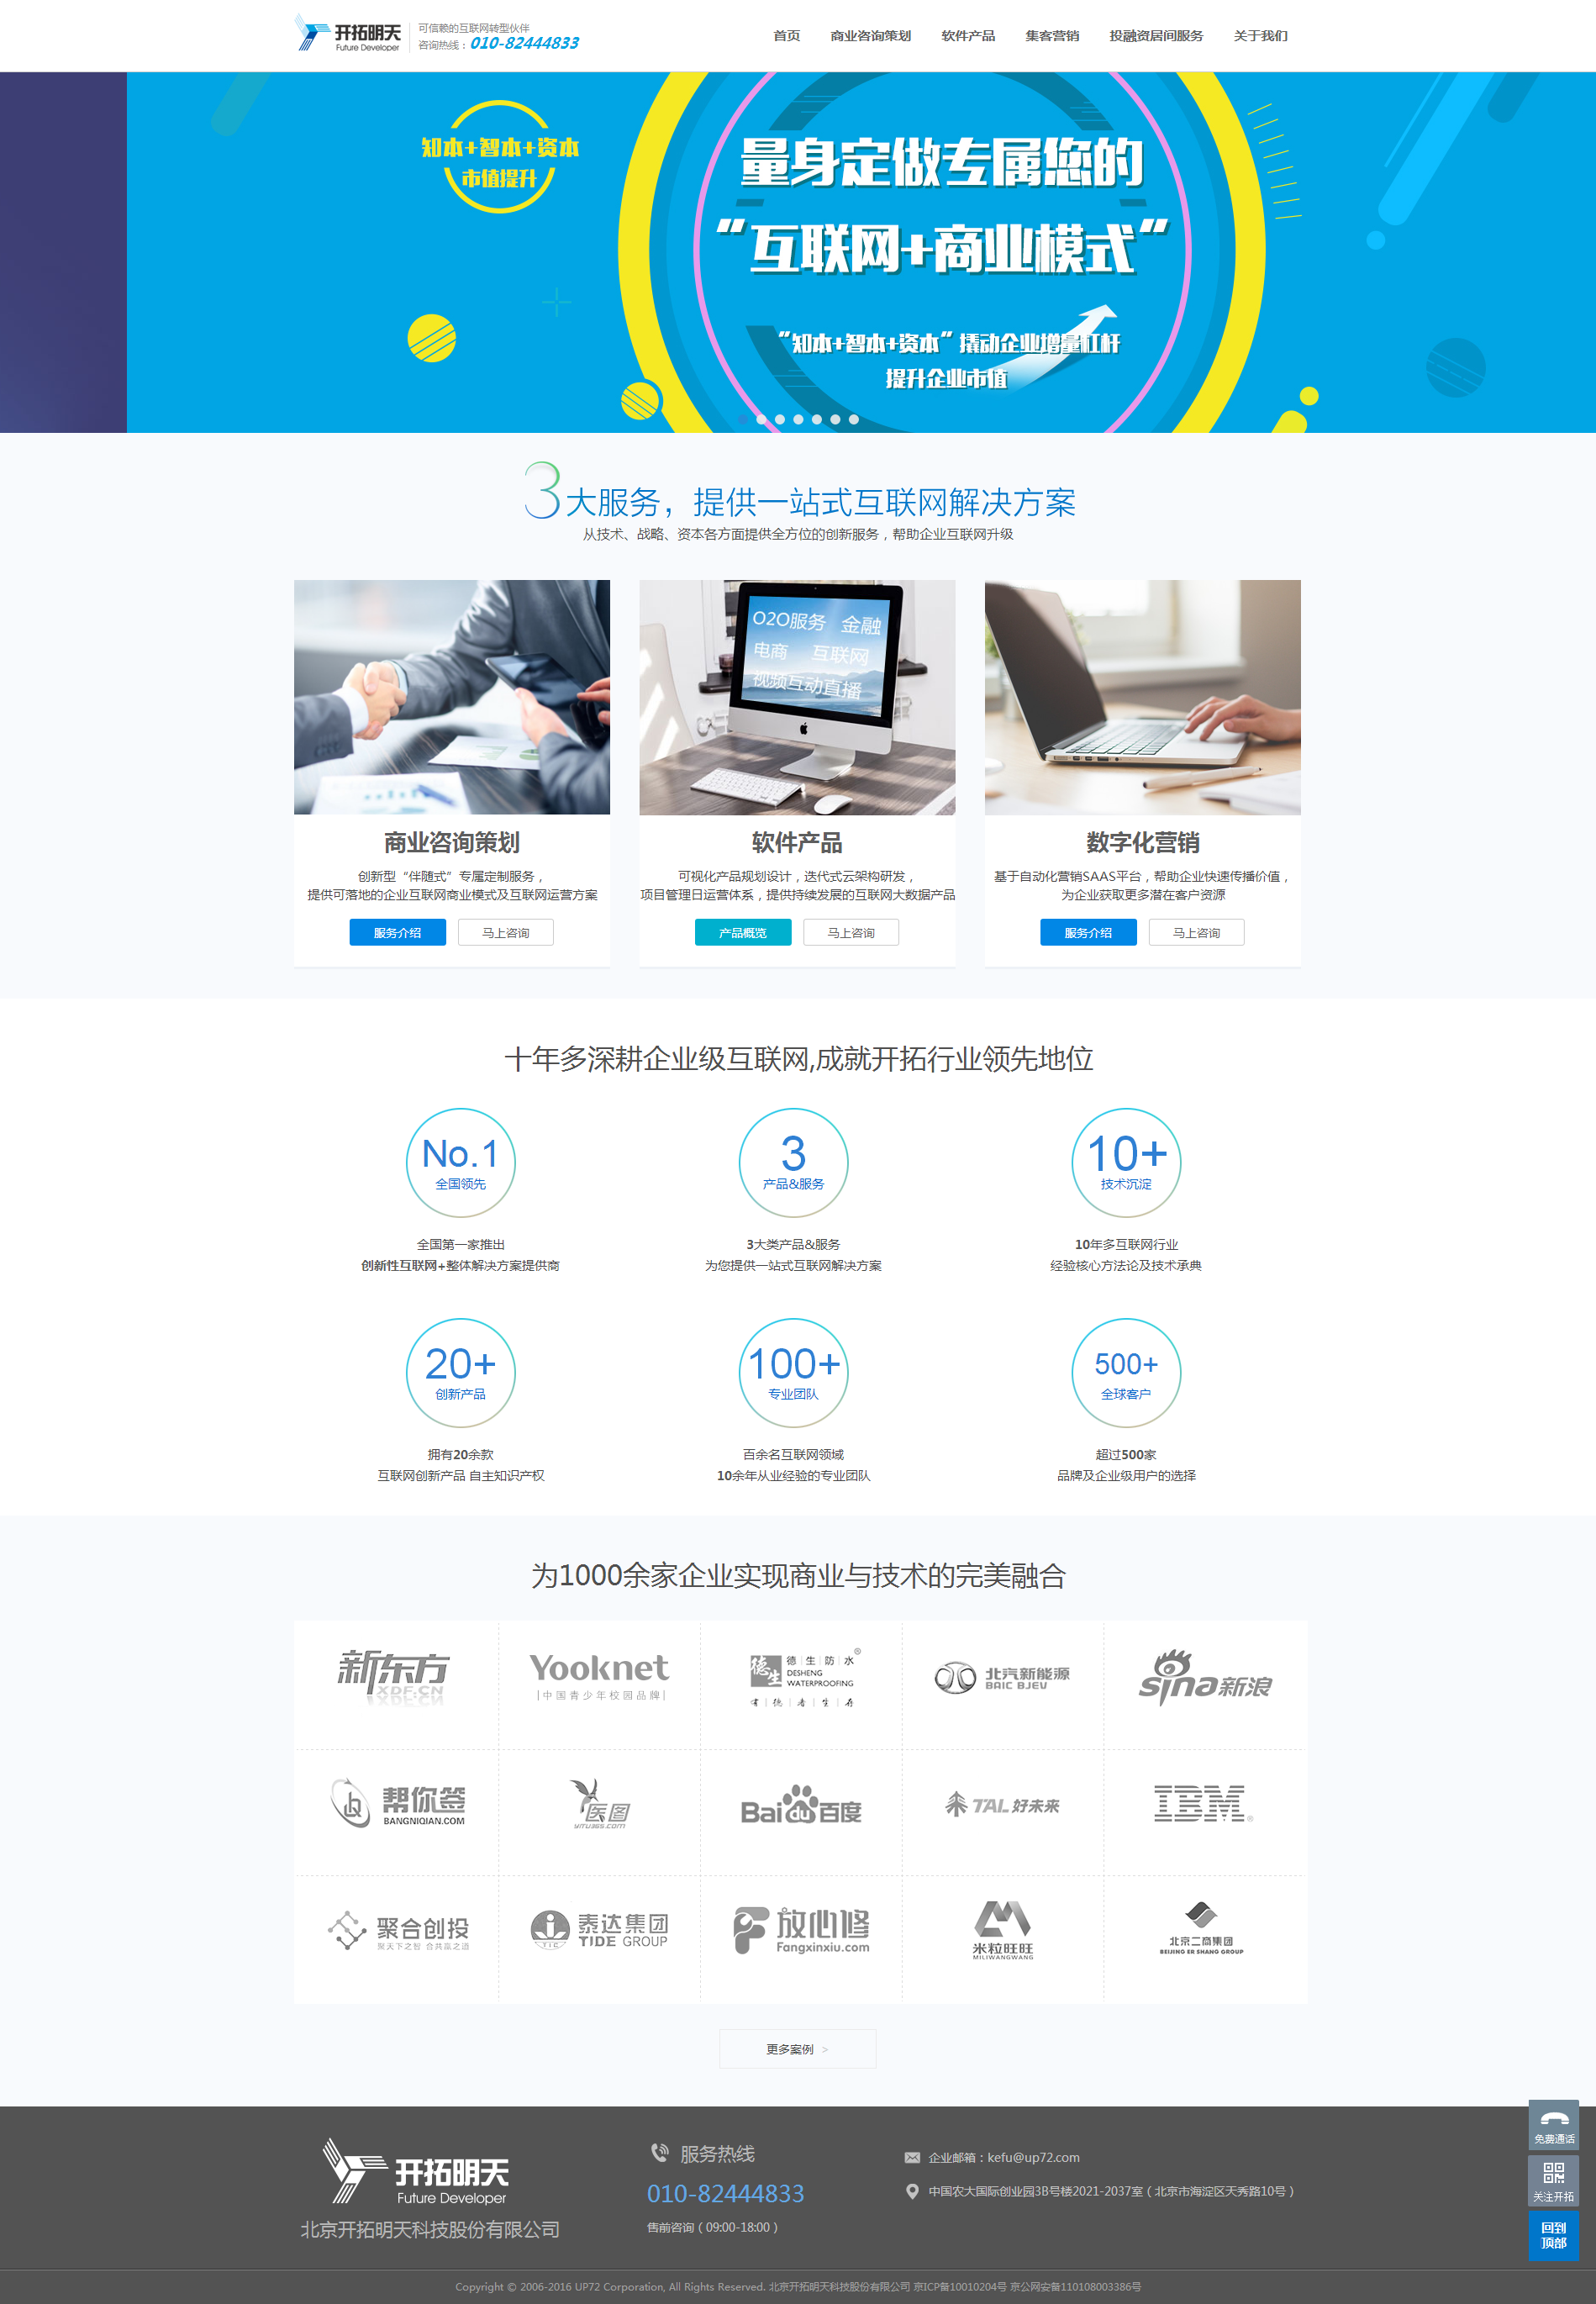 开拓明天
Future Developer
可信赖的互联网转型伙伴
咨询热线：010-82444833
首页 商业咨询策划 软件产品 集客营销 投融资居间服务 关于我们
知本+智本+资本
市值提升
量身定做专属您的
“互联网+商业模式”
“知本+智本+资本”撬动企业增量杠杆
提升企业市值
3大服务，提供一站式互联网解决方案
从技术、战略、资本各方面提供全方位的创新服务，帮助企业互联网升级
O2O服务 金融
电商 互联网
视频互动直播
商业咨询策划
创新型“伴随式”专属定制服务，
提供可落地的企业互联网商业模式及互联网运营方案
服务介绍 马上咨询
软件产品
可视化产品规划设计，迭代式云架构研发，
项目管理日运营体系，提供持续发展的互联网大数据产品
产品概览 马上咨询
数字化营销
基于自动化营销SAAS平台，帮助企业快速传播价值，
为企业获取更多潜在客户资源
服务介绍 马上咨询
十年多深耕企业级互联网,成就开拓行业领先地位
No.1
全国领先
全国第一家推出
创新性互联网+整体解决方案提供商
3
产品&服务
3大类产品&服务
为您提供一站式互联网解决方案
10+
技术沉淀
10年多互联网行业
经验核心方法论及技术承典
20+
创新产品
拥有20余款
互联网创新产品 自主知识产权
100+
专业团队
百余名互联网领域
10余年从业经验的专业团队
500+
全球客户
超过500家
品牌及企业级用户的选择
为1000余家企业实现商业与技术的完美融合
新东方
XDF.CN
Yooknet
|中国青少年校园品牌|
德生
德|生|防|水®
DESHENG
WATERPROOFING
有|德|者|生|存
北汽新能源
BAIC BJEV
sina新浪
帮你签
BANGNIQIAN.COM
医图
YITU365.COM
Bai du 百度
TAL 好未来
IBM®
聚合创投
聚天下之智 合共赢之道
TIC
泰达集团
TIDE GROUP
放心修
Fangxinxiu.com
米粒旺旺
MILIWANGWANG
北京二商集团
BEIJING ER SHANG GROUP
更多案例 >
开拓明天
Future Developer
北京开拓明天科技股份有限公司
服务热线
010-82444833
售前咨询（09:00-18:00）
企业邮箱：kefu@up72.com
中国农大国际创业园3B号楼2021-2037室（北京市海淀区天秀路10号）
免费通话
关注开拓
回到
顶部
Copyright © 2006-2016 UP72 Corporation, All Rights Reserved. 北京开拓明天科技股份有限公司 京ICP备10010204号 京公网安备110108003386号